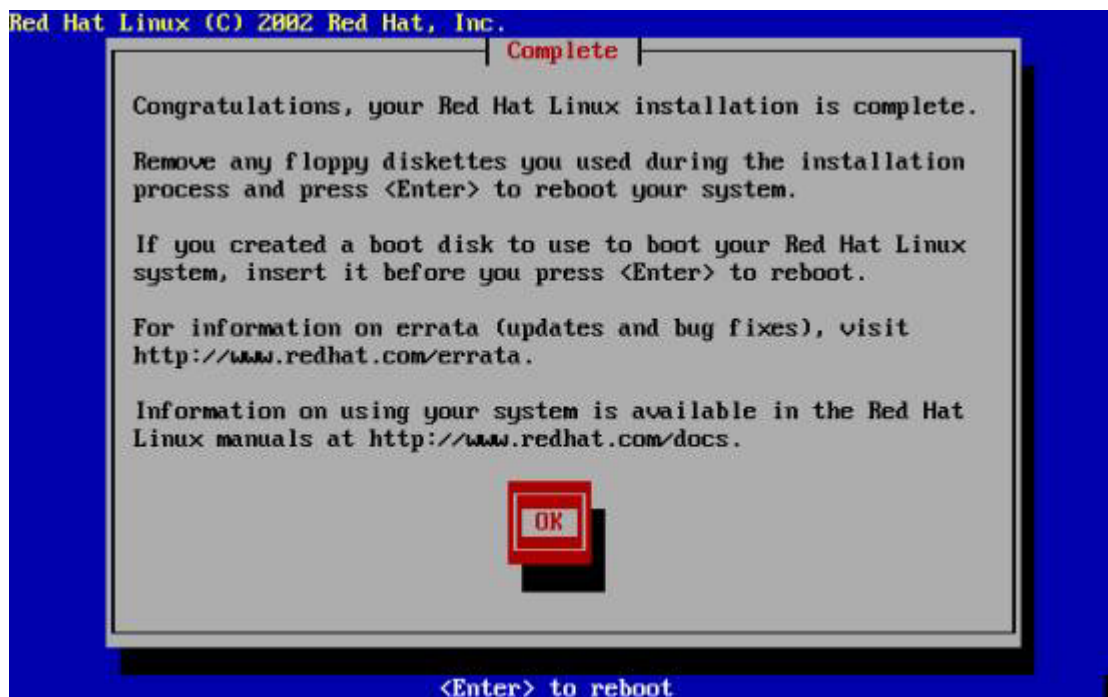 Red Hat Linux (C) 2002 Red Hat, Inc.
Complete
Congratulations, your Red Hat Linux installation is complete.
Remove any floppy diskettes you used during the installation
process and press <Enter> to reboot your system.
If you created a boot disk to use to boot your Red Hat Linux
system, insert it before you press <Enter> to reboot.
For information on errata (updates and bug fixes), visit
http://www.redhat.com/errata.
Information on using your system is available in the Red Hat
Linux manuals at http://www.redhat.com/docs.
OK
<Enter> to reboot